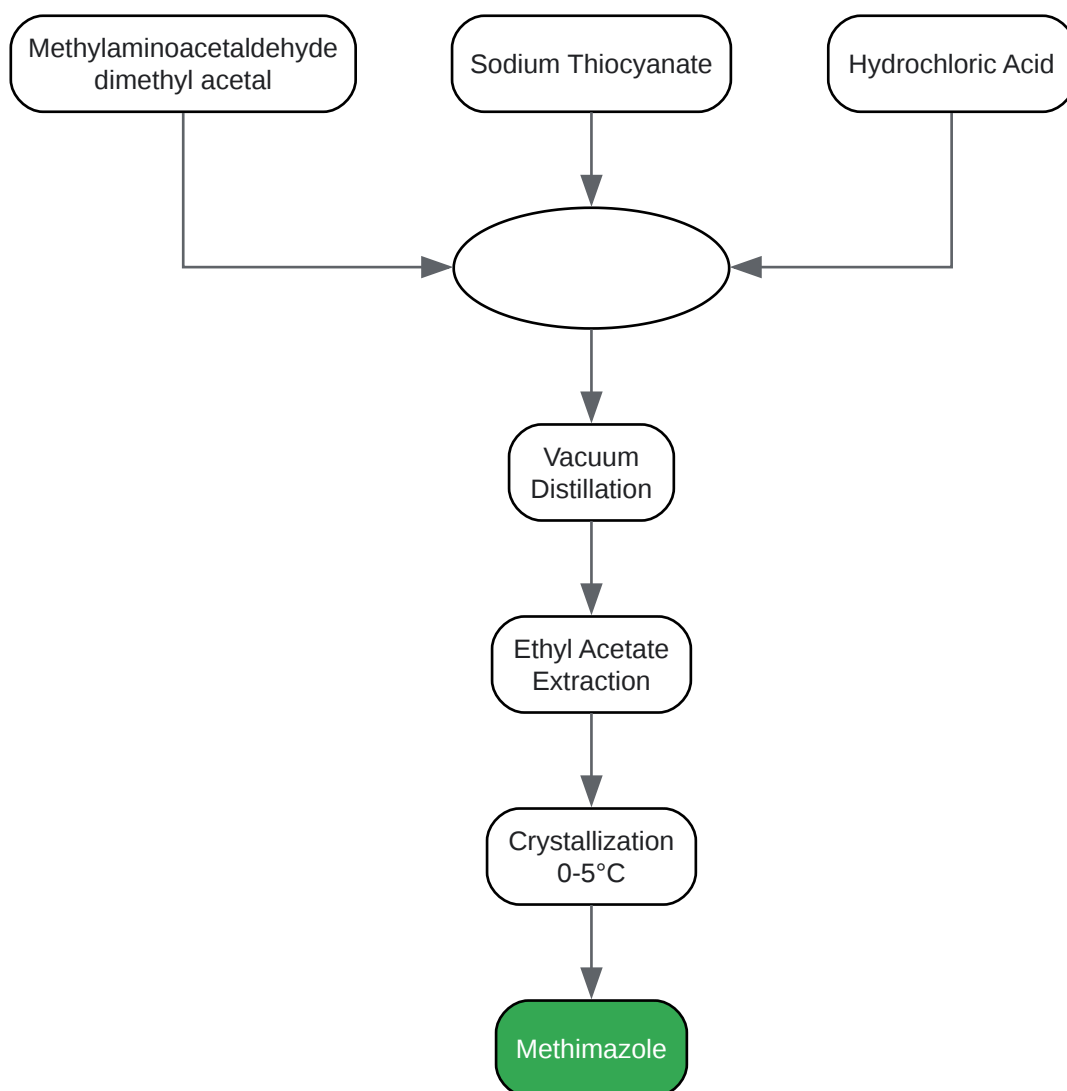 Methylaminoacetaldehyde
dimethyl acetal
Sodium Thiocyanate
Hydrochloric Acid
Vacuum
Distillation
Ethyl Acetate
Extraction
Crystallization
0-5°C
Methimazole